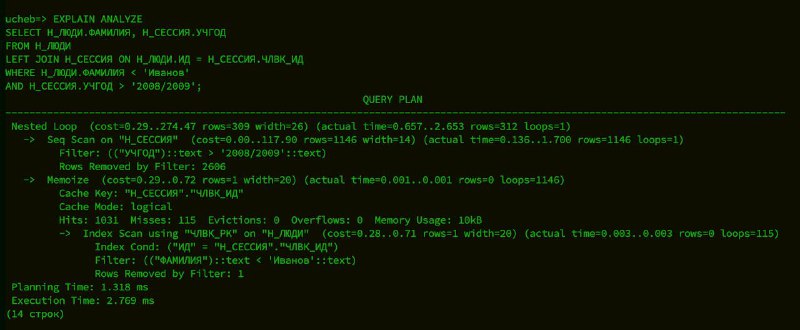 ucheb=> EXPLAIN ANALYZE
SELECT Н_ЛЮДИ.ФАМИЛИЯ, Н_СЕССИЯ.УЧГОД
FROM Н_ЛЮДИ
LEFT JOIN Н_СЕССИЯ ON Н_ЛЮДИ.ИД = Н_СЕССИЯ.ЧЛВК_ИД
WHERE Н_ЛЮДИ.ФАМИЛИЯ < 'Иванов'
AND Н_СЕССИЯ.УЧГОД > '2008/2009';
QUERY PLAN
Nested Loop (cost=0.29..274.47 rows=309 width=26) (actual time=0.657..2.653 rows=312 loops=1)
-> Seq Scan on "Н_СЕССИЯ" (cost=0.00..117.90 rows=1146 width=14) (actual time=0.136..1.700 rows=1146 loops=1)
Filter: (("УЧГОД")::text > '2008/2009'::text)
Rows Removed by Filter: 2606
-> Memoize (cost=0.29..0.72 rows=1 width=20) (actual time=0.001..0.001 rows=0 loops=1146)
Cache Key: "Н_СЕССИЯ"."ЧЛВК_ИД"
Cache Mode: logical
Hits: 1031 Misses: 115 Evictions: 0 Overflows: 0 Memory Usage: 10kB
-> Index Scan using "ЧЛВК_PK" on "Н_ЛЮДИ" (cost=0.28..0.71 rows=1 width=20) (actual time=0.003..0.003 rows=0 loops=115)
Index Cond: ("ИД" = "Н_СЕССИЯ"."ЧЛВК_ИД")
Filter: (("ФАМИЛИЯ")::text < 'Иванов'::text)
Rows Removed by Filter: 1
Planning Time: 1.318 ms
Execution Time: 2.769 ms
(14 строк)